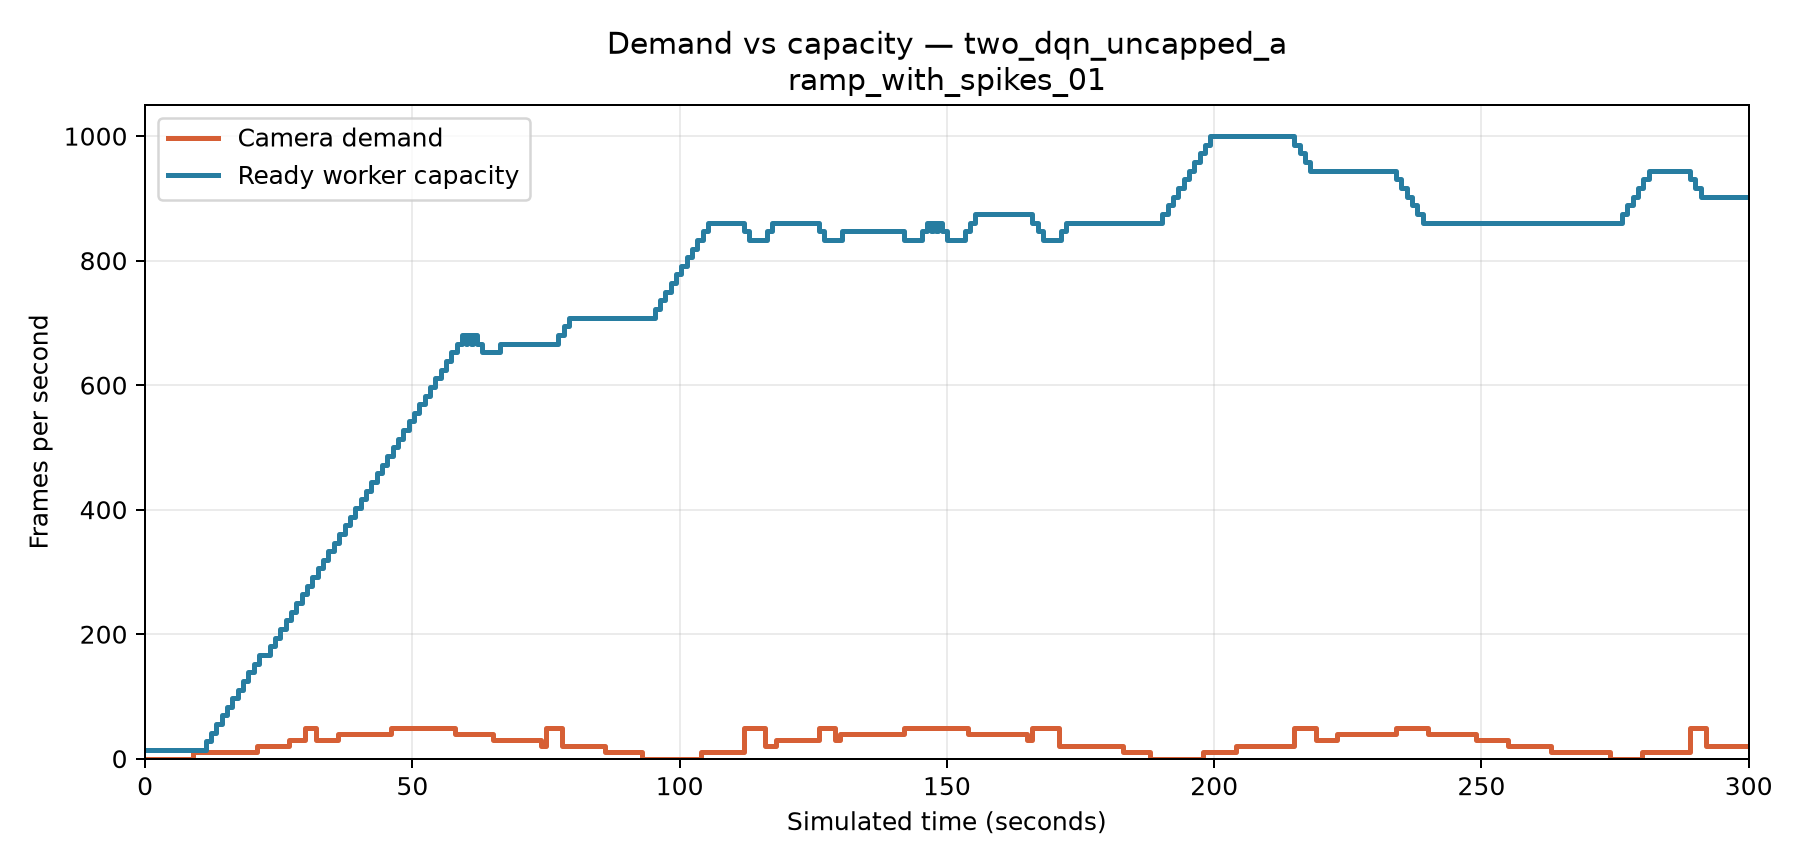 Demand vs capacity — two_dqn_uncapped_a
ramp_with_spikes_01
Camera demand
Ready worker capacity
Frames per second
1000
800
600
400
200
0
0 50 100 150 200 250 300
Simulated time (seconds)